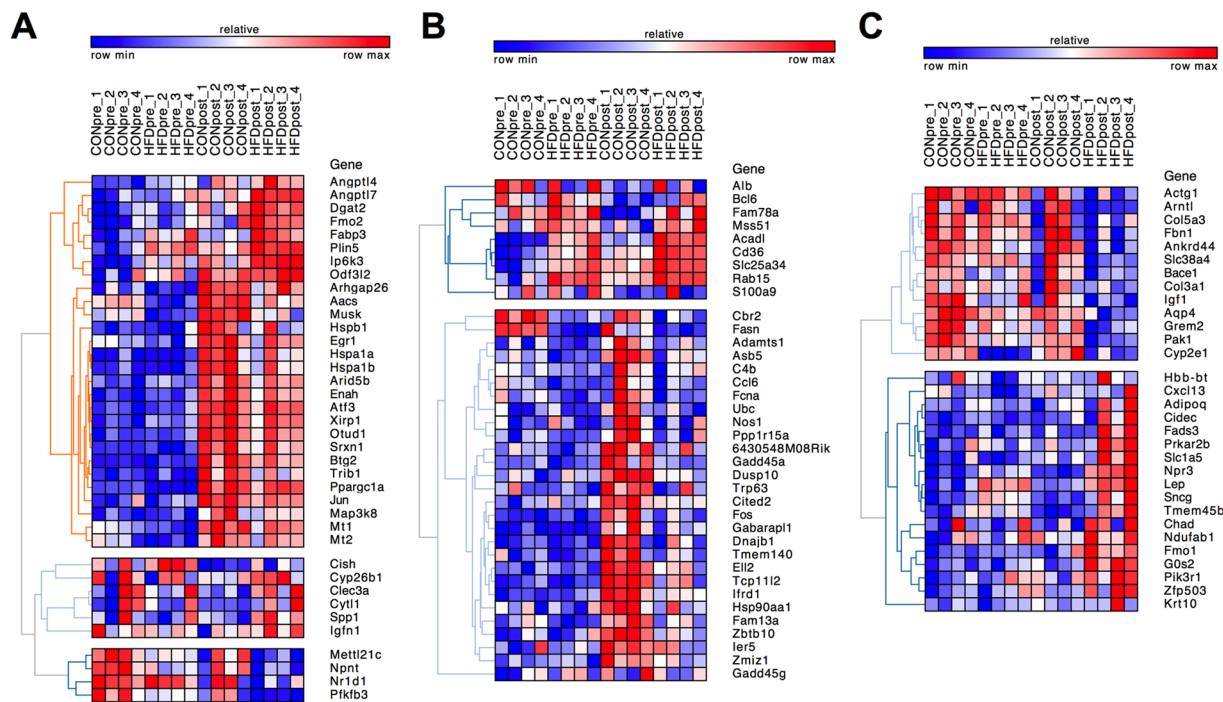 A
relative
row min row max
CONpre_1
CONpre_2
CONpre_3
CONpre_4
HFDpre_1
HFDpre_2
HFDpre_3
HFDpre_4
CONpost_1
CONpost_2
CONpost_3
CONpost_4
HFDpost_1
HFDpost_2
HFDpost_3
HFDpost_4
Gene
Angptl4
Angptl7
Dgat2
Fmo2
Fabp3
Plin5
Ip6k3
Odf3l2
Arhgap26
Aacs
Musk
Hspb1
Egr1
Hspa1a
Hspa1b
Arid5b
Enah
Atf3
Xirp1
Otud1
Srxn1
Btg2
Trib1
Ppargc1a
Jun
Map3k8
Mt1
Mt2
Cish
Cyp26b1
Clec3a
Cytl1
Spp1
Igfn1
Mettl21c
Npnt
Nr1d1
Pfkfb3
B
relative
row min row max
CONpre_1
CONpre_2
CONpre_3
CONpre_4
HFDpre_1
HFDpre_2
HFDpre_3
HFDpre_4
CONpost_1
CONpost_2
CONpost_3
CONpost_4
HFDpost_1
HFDpost_2
HFDpost_3
HFDpost_4
Gene
Alb
Bcl6
Fam78a
Mss51
Acadl
Cd36
Slc25a34
Rab15
S100a9
Cbr2
Fasn
Adamts1
Asb5
C4b
Ccl6
Fcna
Ubc
Nos1
Ppp1r15a
6430548M08Rik
Gadd45a
Dusp10
Trp63
Cited2
Fos
Gabarapl1
Dnajb1
Tmem140
Ell2
Tcp11l2
Ifrd1
Hsp90aa1
Fam13a
Zbtb10
Ier5
Zmiz1
Gadd45g
C
relative
row min row max
CONpre_1
CONpre_2
CONpre_3
CONpre_4
HFDpre_1
HFDpre_2
HFDpre_3
HFDpre_4
CONpost_1
CONpost_2
CONpost_3
CONpost_4
HFDpost_1
HFDpost_2
HFDpost_3
HFDpost_4
Gene
Actg1
Arntl
Col5a3
Fbn1
Ankrd44
Slc38a4
Bace1
Col3a1
Igf1
Aqp4
Grem2
Pak1
Cyp2e1
Hbb-bt
Cxcl13
Adipoq
Cidec
Fads3
Prkar2b
Slc1a5
Npr3
Lep
Sncg
Tmem45b
Chad
Ndufab1
Fmo1
G0s2
Pik3r1
Zfp503
Krt10